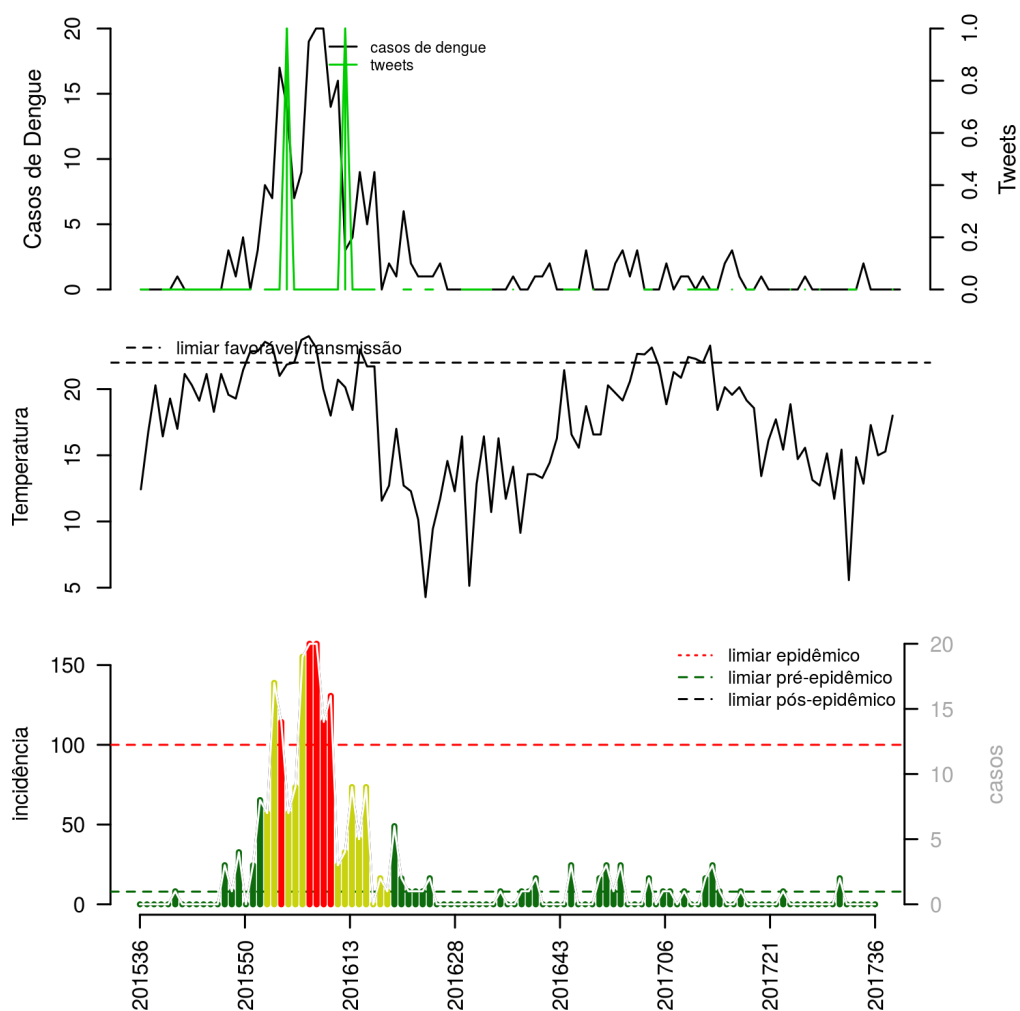 Casos de Dengue
20
15
10
5
0
casos de dengue
tweets
1.0
0.8
0.6
0.4
0.2
0.0
Tweets
Temperatura
20
15
10
5
limiar favorável transmissão
incidência
150
100
50
0
limiar epidêmico
limiar pré-epidêmico
limiar pós-epidêmico
20
15
10
5
0
casos
201536
201550
201613
201628
201643
201706
201721
201736